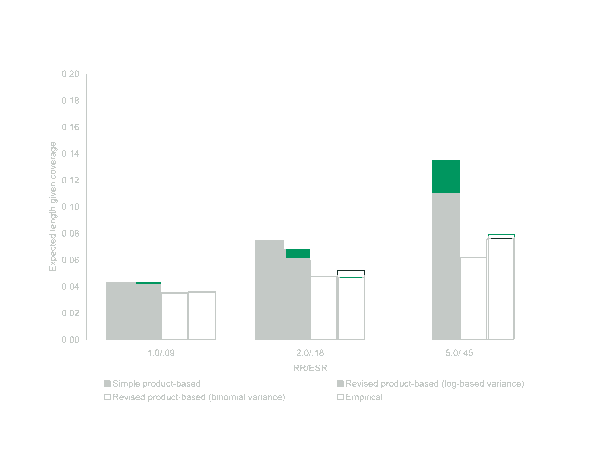 0.20
0.18
0.16
0.14
0.12
0.10
0.08
0.06
0.04
0.02
0.00
Expected length given coverage
1.0/.09
2.0/.18
5.0/.45
RR/ESR
Simple product-based
Revised product-based (log-based variance)
Revised product-based (binomial variance)
Empirical